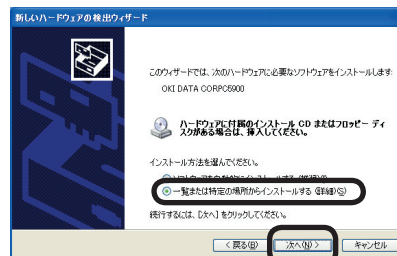 新しいハードウェアの検出ウィザード
このウィザードでは、次のハードウェアに必要なソフトウェアをインストールします:
OKI DATA CORPC5900
ハードウェアに付属のインストール CD またはフロッピー ディ
スクがある場合は、挿入してください。
インストール方法を選んでください。
一覧または特定の場所からインストールする (詳細)(S)
続行するには、[次へ] をクリックしてください。
< 戻る(B)
次へ(N) >
キャンセル